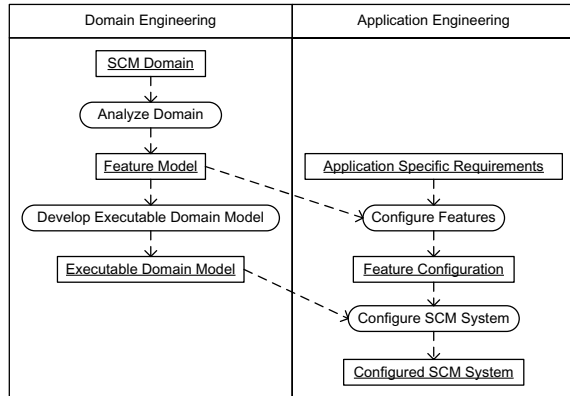 Domain Engineering
Application Engineering
SCM Domain
Analyze Domain
Feature Model
Application Specific Requirements
Develop Executable Domain Model
Configure Features
Executable Domain Model
Feature Configuration
Configure SCM System
Configured SCM System